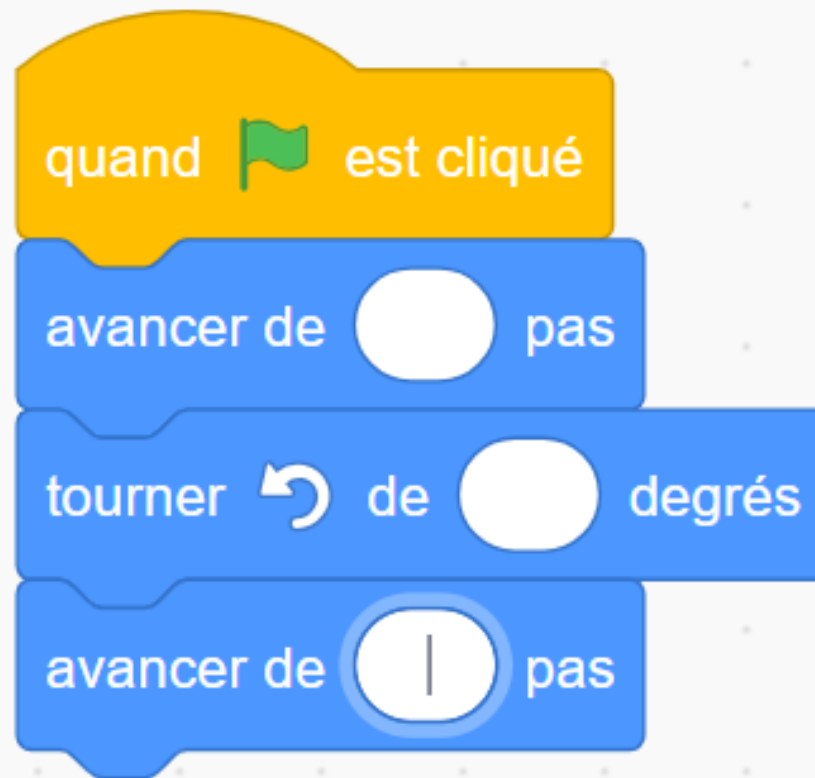 quand est cliqué
avancer de pas
tourner de degrés
avancer de pas